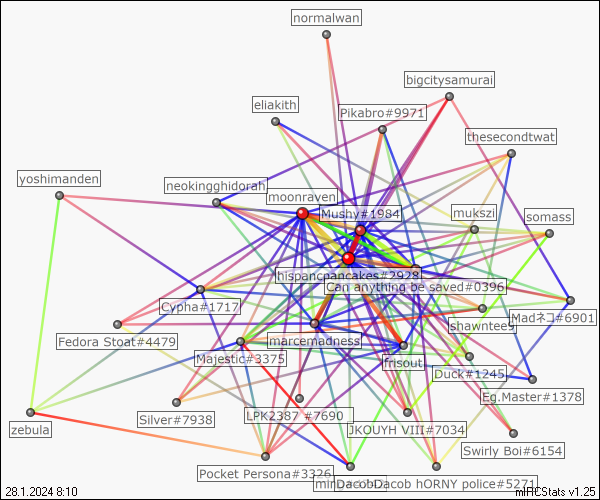 normalwan
bigcitysamurai
eliakith
Pikabro#9971
thesecondtwat
yoshimanden
neokingghidorah
moonraven
Mushy#1984
mukszi
somass
hispancpancakes#2928
Can anything be saved#0396
Cypha#1717
Madネコ#6901
shawntee9
Fedora Stoat#4479
marcemadness
Majestic#3375
frisout
Duck#1245
Eg.Master#1378
Silver#7938
LPK2387 #7690
JKOUYH VIII#7034
zebula
Swirly Boi#6154
Pocket Persona#3326
Dacob hORNY police#5271
28.1.2024 8:10
mIRCStats v1.25